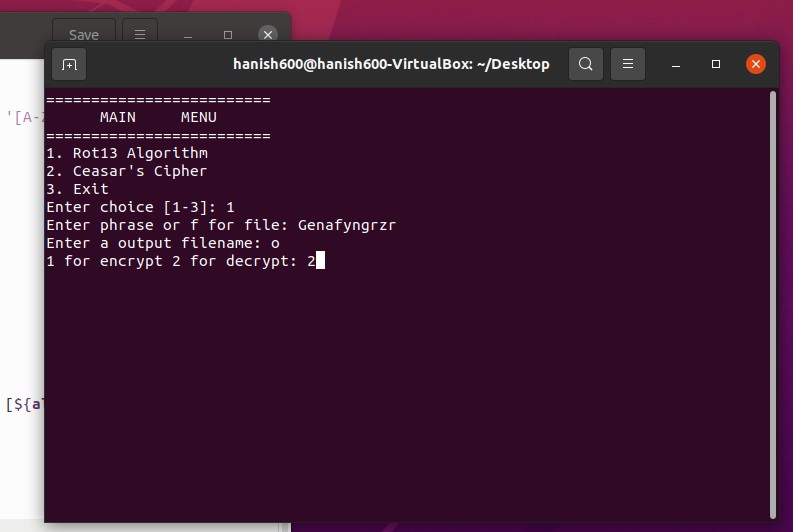 Save
hanish600@hanish600-VirtualBox: ~/Desktop
=========================
MAIN MENU
=========================
1. Rot13 Algorithm
2. Ceasar's Cipher
3. Exit
Enter choice [1-3]: 1
Enter phrase or f for file: Genafyngrzr
Enter a output filename: o
1 for encrypt 2 for decrypt: 2
'[A-
[${a